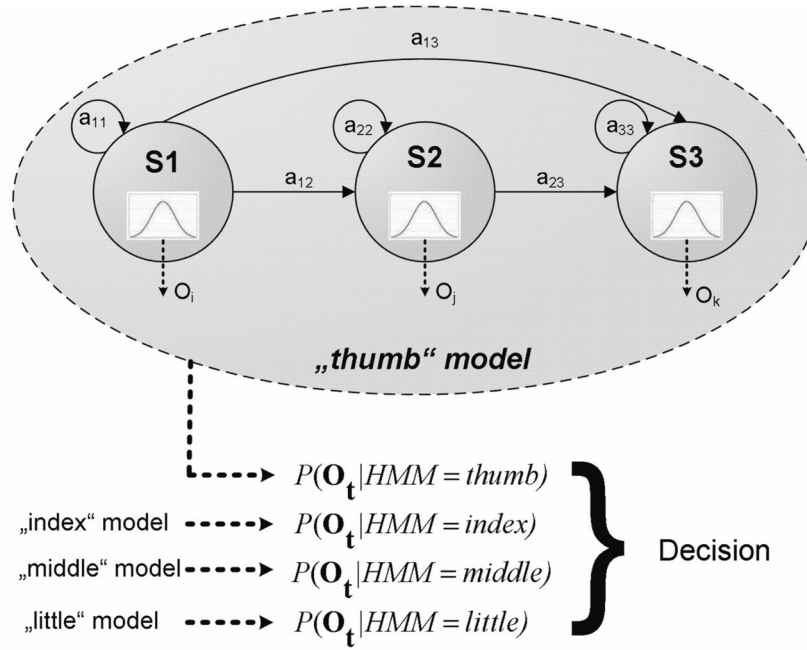 a13
a11
a22
a33
S1
S2
S3
a12
a23
Oi
Oj
Ok
„thumb“ model
P(Ot|HMM = thumb)
„index“ model P(Ot|HMM = index)
„middle“ model P(Ot|HMM = middle)
„little“ model P(Ot|HMM = little)
Decision